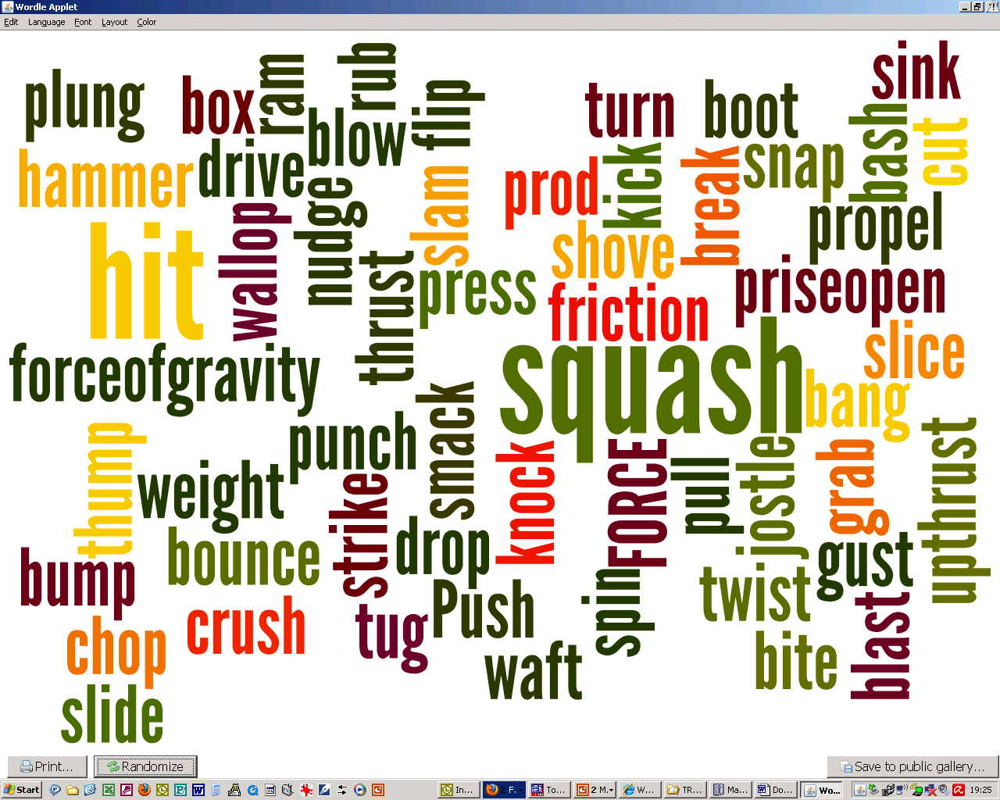 Wordle Applet
Edit Language Font Layout Color
plung
box
ram
rub
flip
turn
boot
sink
hammer
drive
blow
slam
prod
kick
break
snap
bash
cut
hit
wallop
nudge
thrust
press
shove
propel
friction
priseopen
forceofgravity
squash
slice
bang
thump
weight
punch
smack
knock
FORCE
pull
jostle
grab
upthrust
bump
bounce
strike
drop
Push
spin
twist
gust
chop
crush
tug
waft
bite
blast
slide
Print... Randomize Save to public gallery...
Start In... 2 F. To... 2 M. W... TR... Ma... Do... Wo... 19:25